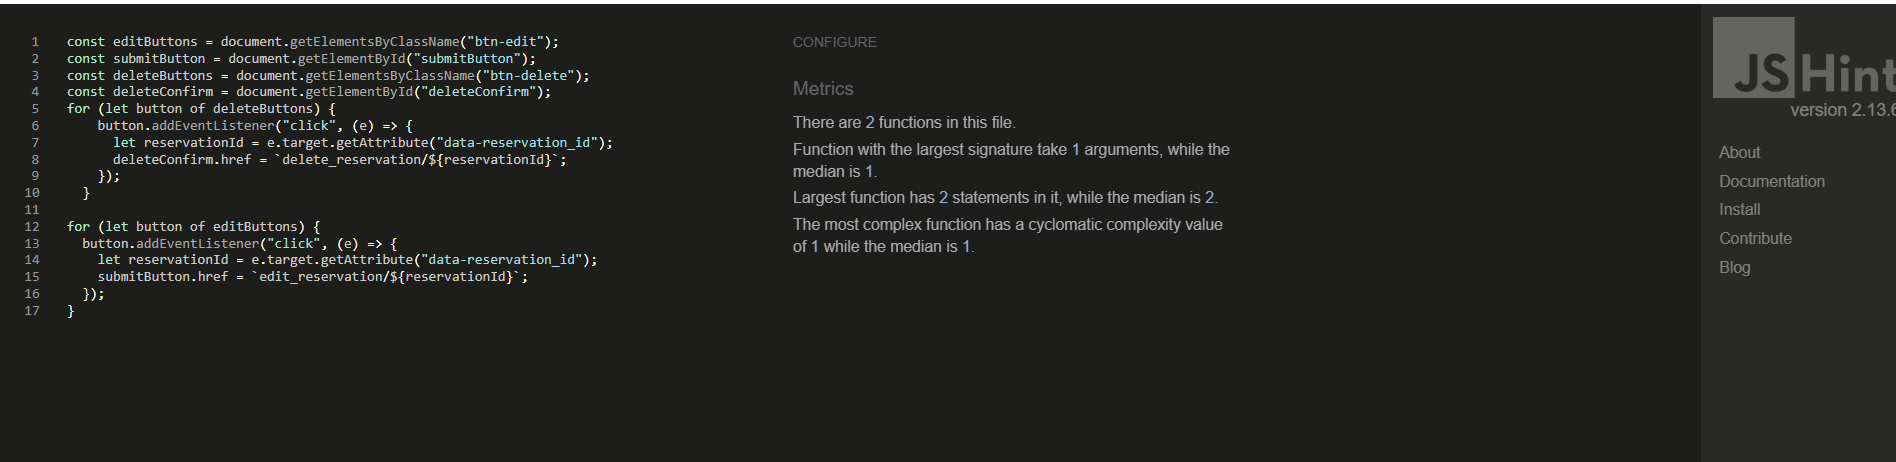 1 const editButtons = document.getElementsByClassName("btn-edit");
2 const submitButton = document.getElementById("submitButton");
3 const deleteButtons = document.getElementsByClassName("btn-delete");
4 const deleteConfirm = document.getElementById("deleteConfirm");
5 for (let button of deleteButtons) {
6     button.addEventListener("click", (e) => {
7       let reservationId = e.target.getAttribute("data-reservation_id");
8       deleteConfirm.href = `delete_reservation/${reservationId}`;
9     });
10   }
11
12 for (let button of editButtons) {
13   button.addEventListener("click", (e) => {
14     let reservationId = e.target.getAttribute("data-reservation_id");
15     submitButton.href = `edit_reservation/${reservationId}`;
16   });
17 }
CONFIGURE
Metrics
There are 2 functions in this file.
Function with the largest signature take 1 arguments, while the
median is 1.
Largest function has 2 statements in it, while the median is 2.
The most complex function has a cyclomatic complexity value
of 1 while the median is 1.
JSHint
version 2.13.6
About
Documentation
Install
Contribute
Blog